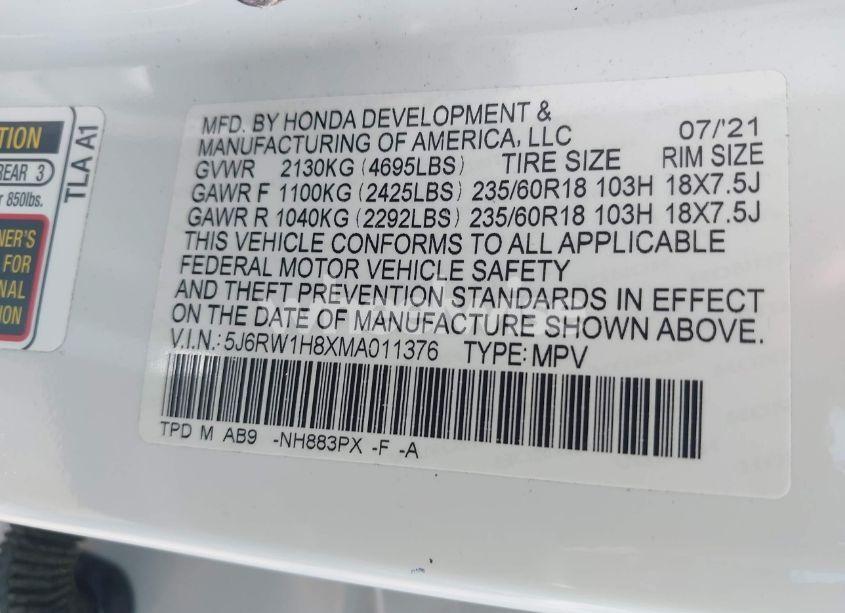 TION
REAR 3
850lbs.
NER'S
FOR
NAL
TION
TLA A1
MFD. BY HONDA DEVELOPMENT &
MANUFACTURING OF AMERICA, LLC 07/'21
GVWR 2130KG (4695LBS) TIRE SIZE RIM SIZE
GAWR F 1100KG (2425LBS) 235/60R18 103H 18X7.5J
GAWR R 1040KG (2292LBS) 235/60R18 103H 18X7.5J
THIS VEHICLE CONFORMS TO ALL APPLICABLE
FEDERAL MOTOR VEHICLE SAFETY
AND THEFT PREVENTION STANDARDS IN EFFECT
ON THE DATE OF MANUFACTURE SHOWN ABOVE.
V.I.N.: 5J6RW1H8XMA011376 TYPE: MPV
TPD M AB9 -NH883PX -F -A